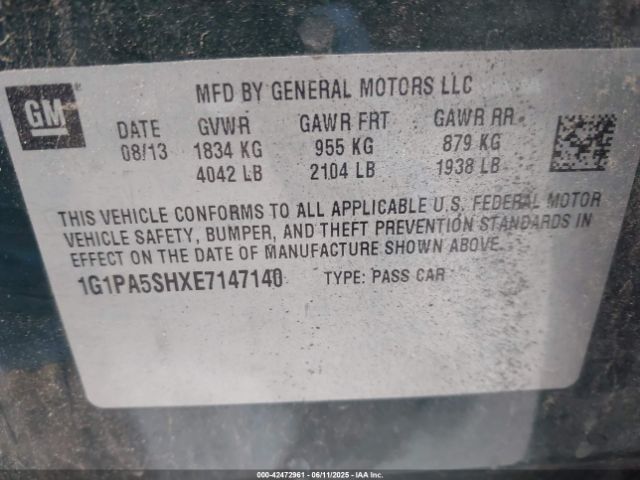 MFD BY GENERAL MOTORS LLC
GM
DATE GVWR GAWR FRT GAWR RR
08/13 1834 KG 955 KG 879 KG
4042 LB 2104 LB 1938 LB
THIS VEHICLE CONFORMS TO ALL APPLICABLE U.S. FEDERAL MOTOR
VEHICLE SAFETY, BUMPER, AND THEFT PREVENTION STANDARDS IN
EFFECT ON THE DATE OF MANUFACTURE SHOWN ABOVE.
1G1PA5SHXE7147140 TYPE: PASS CAR
000-42472961 - 06/11/2025 - IAAI.COM